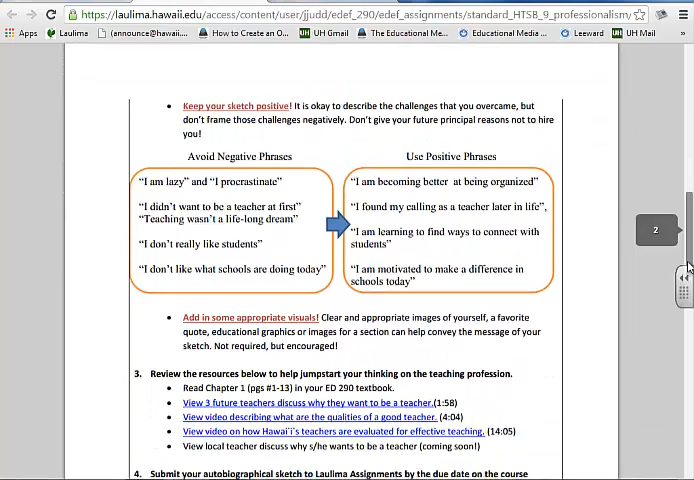 https://laulima.hawaii.edu/access/content/user/jjudd/edef_290/edef_assignments/standard_HTSB_9_professionalism
Apps Laulima (announce@hawaii.... How to Create an O... UH Gmail The Educational Me... Educational Media ... Leeward UH Mail
• Keep your sketch positive! It is okay to describe the challenges that you overcame, but
don't frame those challenges negatively. Don't give your future principal reasons not to hire
you!
Avoid Negative Phrases
"I am lazy" and "I procrastinate"
"I didn't want to be a teacher at first"
"Teaching wasn't a life-long dream"
"I don't really like students"
"I don't like what schools are doing today"
Use Positive Phrases
"I am becoming better at being organized"
"I found my calling as a teacher later in life",
"I am learning to find ways to connect with
students"
"I am motivated to make a difference in
schools today"
2
• Add in some appropriate visuals! Clear and appropriate images of yourself, a favorite
quote, educational graphics or images for a section can help convey the message of your
sketch. Not required, but encouraged!
3. Review the resources below to help jumpstart your thinking on the teaching profession.
• Read Chapter 1 (pgs #1-13) in your ED 290 textbook.
• View 3 future teachers discuss why they want to be a teacher.(1:58)
• View video describing what are the qualities of a good teacher. (4:04)
• View video on how Hawai`i`s teachers are evaluated for effective teaching. (14:05)
• View local teacher discuss why s/he wants to be a teacher (coming soon!)
4. Submit your autobiographical sketch to Laulima Assignments by the due date on the course